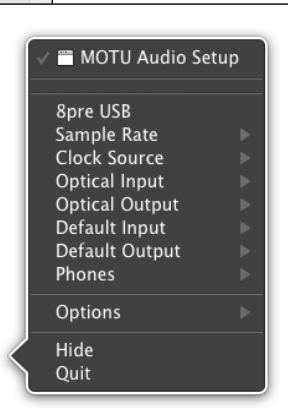 MOTU Audio Setup
8pre USB
Sample Rate
Clock Source
Optical Input
Optical Output
Default Input
Default Output
Phones
Options
Hide
Quit